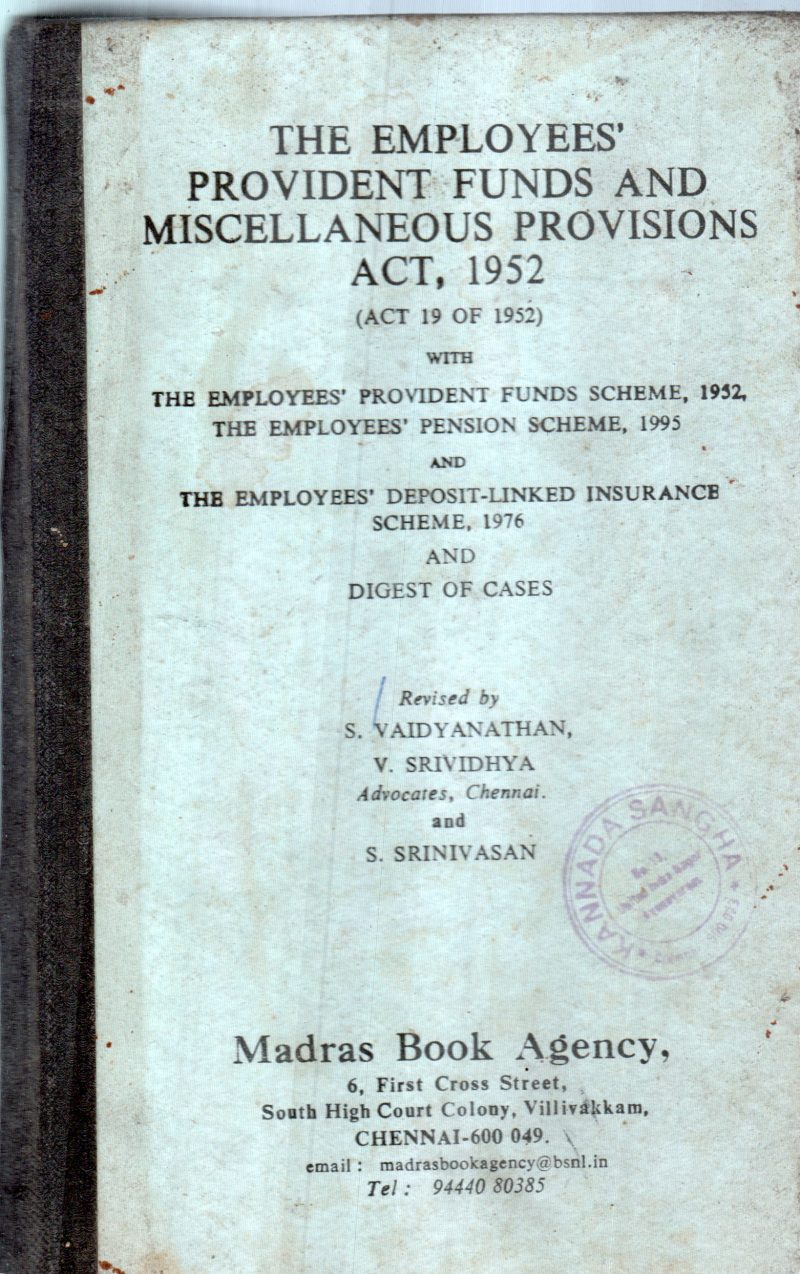 THE EMPLOYEES'
PROVIDENT FUNDS AND
MISCELLANEOUS PROVISIONS
ACT, 1952
(ACT 19 OF 1952)
WITH
THE EMPLOYEES' PROVIDENT FUNDS SCHEME, 1952,
THE EMPLOYEES' PENSION SCHEME, 1995
AND
THE EMPLOYEES' DEPOSIT-LINKED INSURANCE
SCHEME, 1976
AND
DIGEST OF CASES
Revised by
S. VAIDYANATHAN,
V. SRIVIDHYA
Advocates, Chennai.
and
S. SRINIVASAN
KANNADA SANGHA
Madras Book Agency,
6, First Cross Street,
South High Court Colony, Villivakkam,
CHENNAI-600 049.
email : madrasbookagency@bsnl.in
Tel : 94440 80385